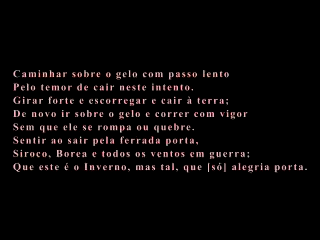 Caminhar sobre o gelo com passo lento
Pelo temor de cair neste intento.
Girar forte e escorregar e cair à terra;
De novo ir sobre o gelo e correr com vigor
Sem que ele se rompa ou quebre.
Sentir ao sair pela ferrada porta,
Siroco, Borea e todos os ventos em guerra;
Que este é o Inverno, mas tal, que [só] alegria porta.